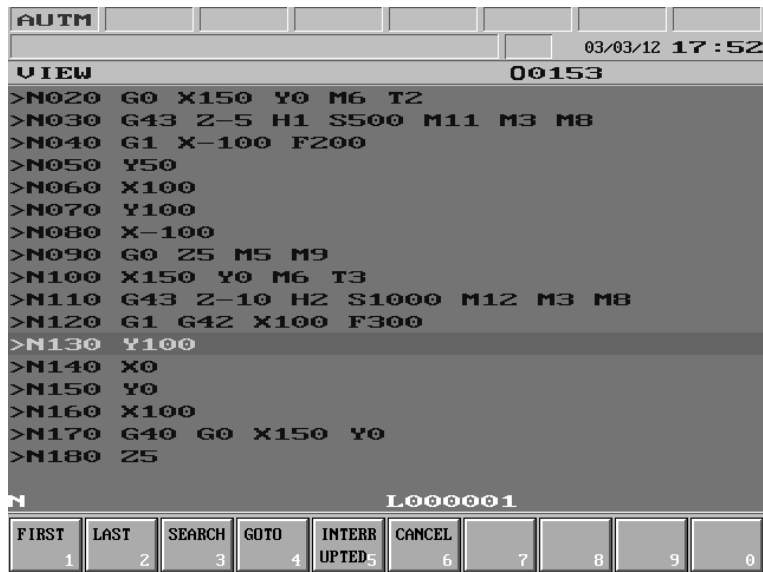 AUTM
03/03/12 17:52
VIEW O0153
>N020 G0 X150 Y0 M6 T2
>N030 G43 Z-5 H1 S500 M11 M3 M8
>N040 G1 X-100 F200
>N050 Y50
>N060 X100
>N070 Y100
>N080 X-100
>N090 G0 Z5 M5 M9
>N100 X150 Y0 M6 T3
>N110 G43 Z-10 H2 S1000 M12 M3 M8
>N120 G1 G42 X100 F300
>N130 Y100
>N140 X0
>N150 Y0
>N160 X100
>N170 G40 G0 X150 Y0
>N180 Z5
N L000001
FIRST LAST SEARCH GOTO INTERR CANCEL
1 2 3 4 UPTED5 6 7 8 9 0